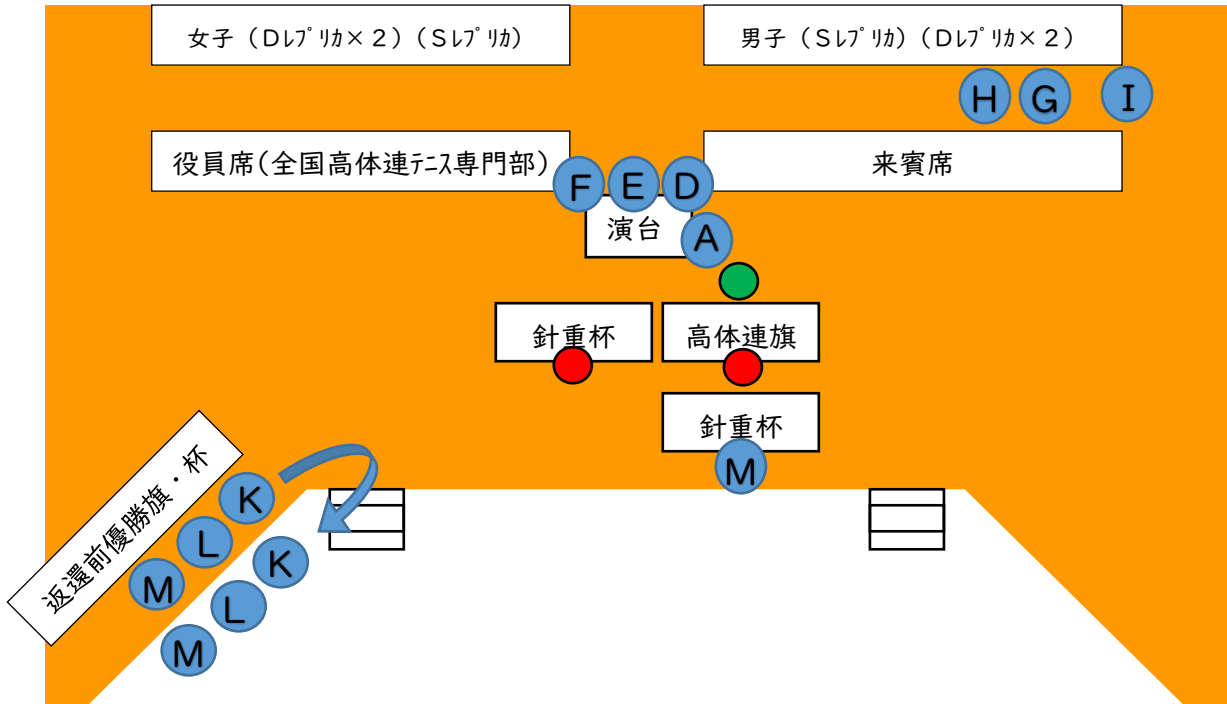 女子（Ｄﾚﾌﾟﾘｶ×２）（Ｓﾚﾌﾟﾘｶ）
男子（Ｓﾚﾌﾟﾘｶ）（Ｄﾚﾌﾟﾘｶ×２）
H G I
役員席(全国高体連ﾃﾆｽ専門部)
来賓席
F E D
演台
A
針重杯
高体連旗
針重杯
M
返還前優勝旗・杯
K
L
M
K
L
M